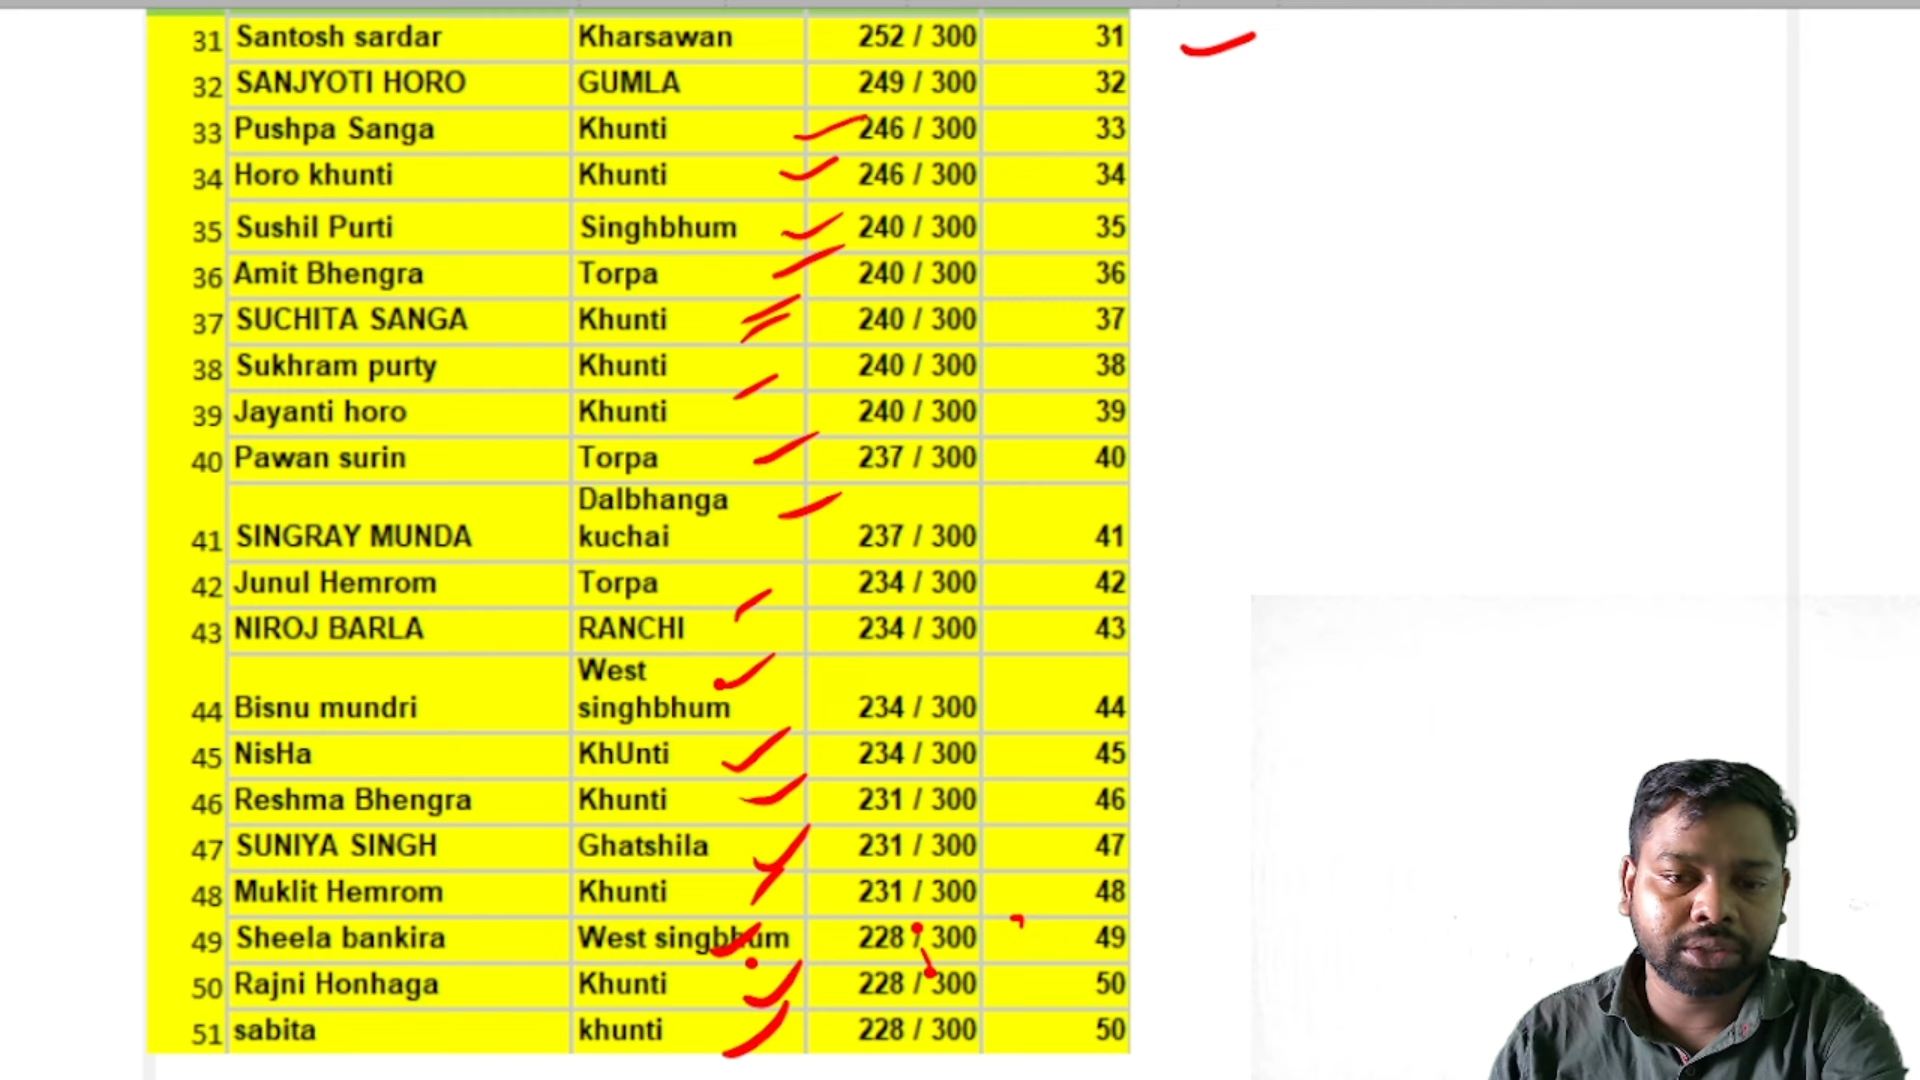 31 Santosh sardar Kharsawan 252 / 300 31
32 SANJYOTI HORO GUMLA 249 / 300 32
33 Pushpa Sanga Khunti 246 / 300 33
34 Horo khunti Khunti 246 / 300 34
35 Sushil Purti Singhbhum 240 / 300 35
36 Amit Bhengra Torpa 240 / 300 36
37 SUCHITA SANGA Khunti 240 / 300 37
38 Sukhram purty Khunti 240 / 300 38
39 Jayanti horo Khunti 240 / 300 39
40 Pawan surin Torpa 237 / 300 40
Dalbhanga
41 SINGRAY MUNDA kuchai 237 / 300 41
42 Junul Hemrom Torpa 234 / 300 42
43 NIROJ BARLA RANCHI 234 / 300 43
West
44 Bisnu mundri singhbhum 234 / 300 44
45 NisHa KhUnti 234 / 300 45
46 Reshma Bhengra Khunti 231 / 300 46
47 SUNIYA SINGH Ghatshila 231 / 300 47
48 Muklit Hemrom Khunti 231 / 300 48
49 Sheela bankira West singbhum 228 / 300 49
50 Rajni Honhaga Khunti 228 / 300 50
51 sabita khunti 228 / 300 50